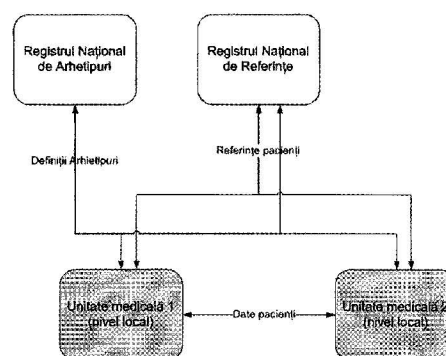 Registrul Național
de Arhetipuri
Registrul Național
de Referințe
Definiții Arhietipuri
Referințe pacienți
Unitate medicală 1
(nivel local)
Date pacienți
Unitate medicală 2
(nivel local)